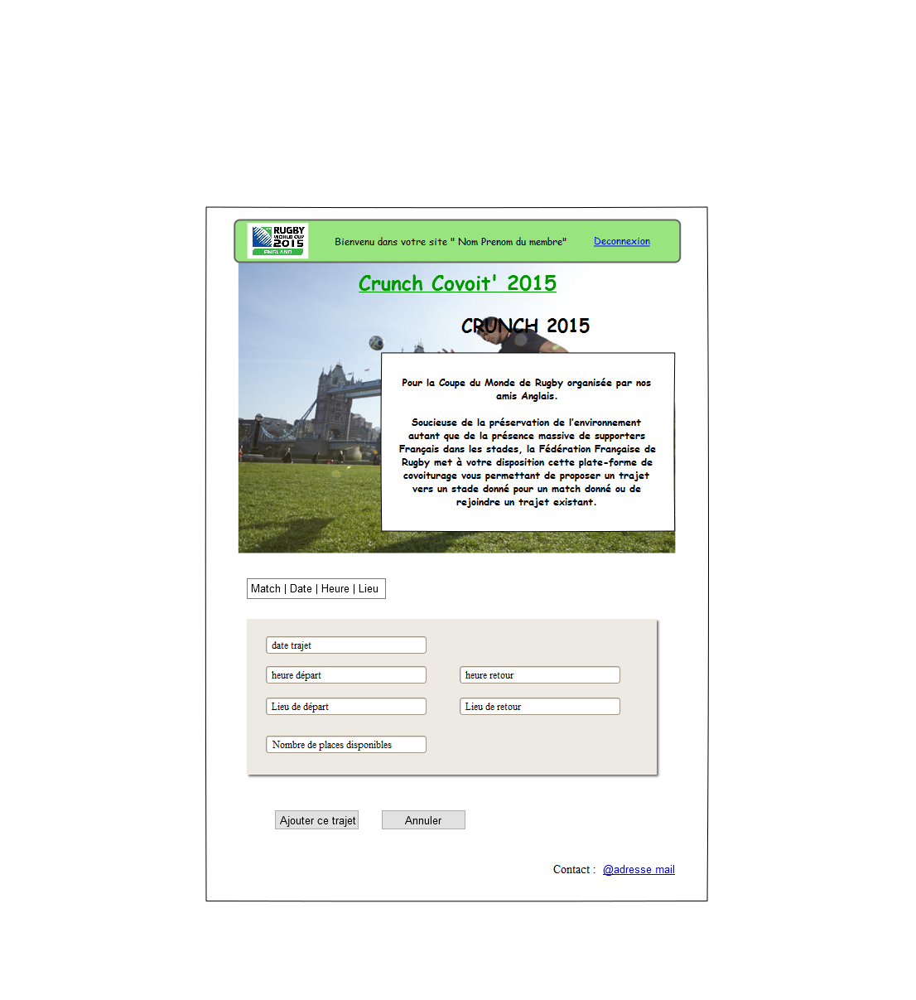 RUGBY
WORLD CUP
2015
ENGLAND
Bienvenu dans votre site " Nom Prenom du membre"
Deconnexion
Crunch Covoit' 2015
CRUNCH 2015
Pour la Coupe du Monde de Rugby organisée par nos
amis Anglais.
Soucieuse de la préservation de l'environnement
autant que de la présence massive de supporters
Français dans les stades, la Fédération Française de
Rugby met à votre disposition cette plate-forme de
covoiturage vous permettant de proposer un trajet
vers un stade donné pour un match donné ou de
rejoindre un trajet existant.
Match | Date | Heure | Lieu
date trajet
heure départ
heure retour
Lieu de départ
Lieu de retour
Nombre de places disponibles
Ajouter ce trajet
Annuler
Contact : @adresse mail